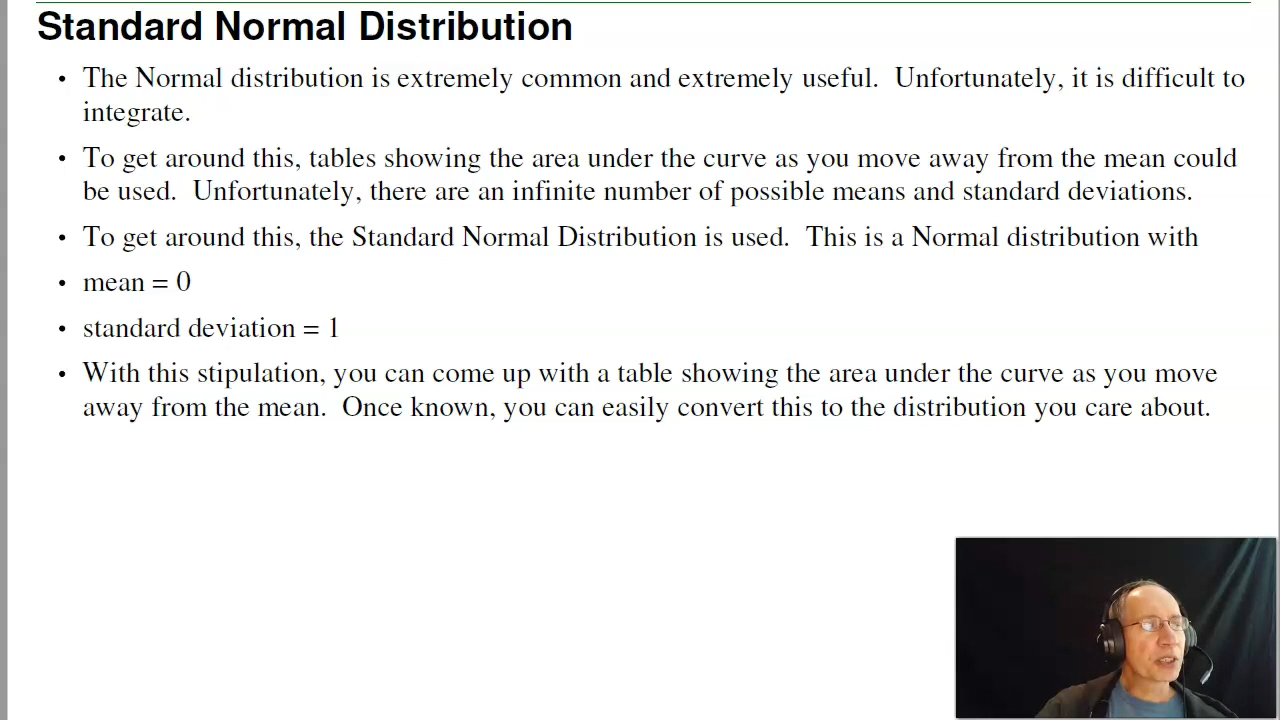 Standard Normal Distribution
• The Normal distribution is extremely common and extremely useful.  Unfortunately, it is difficult to
integrate.
• To get around this, tables showing the area under the curve as you move away from the mean could
be used.  Unfortunately, there are an infinite number of possible means and standard deviations.
• To get around this, the Standard Normal Distribution is used.  This is a Normal distribution with
• mean = 0
• standard deviation = 1
• With this stipulation, you can come up with a table showing the area under the curve as you move
away from the mean.  Once known, you can easily convert this to the distribution you care about.